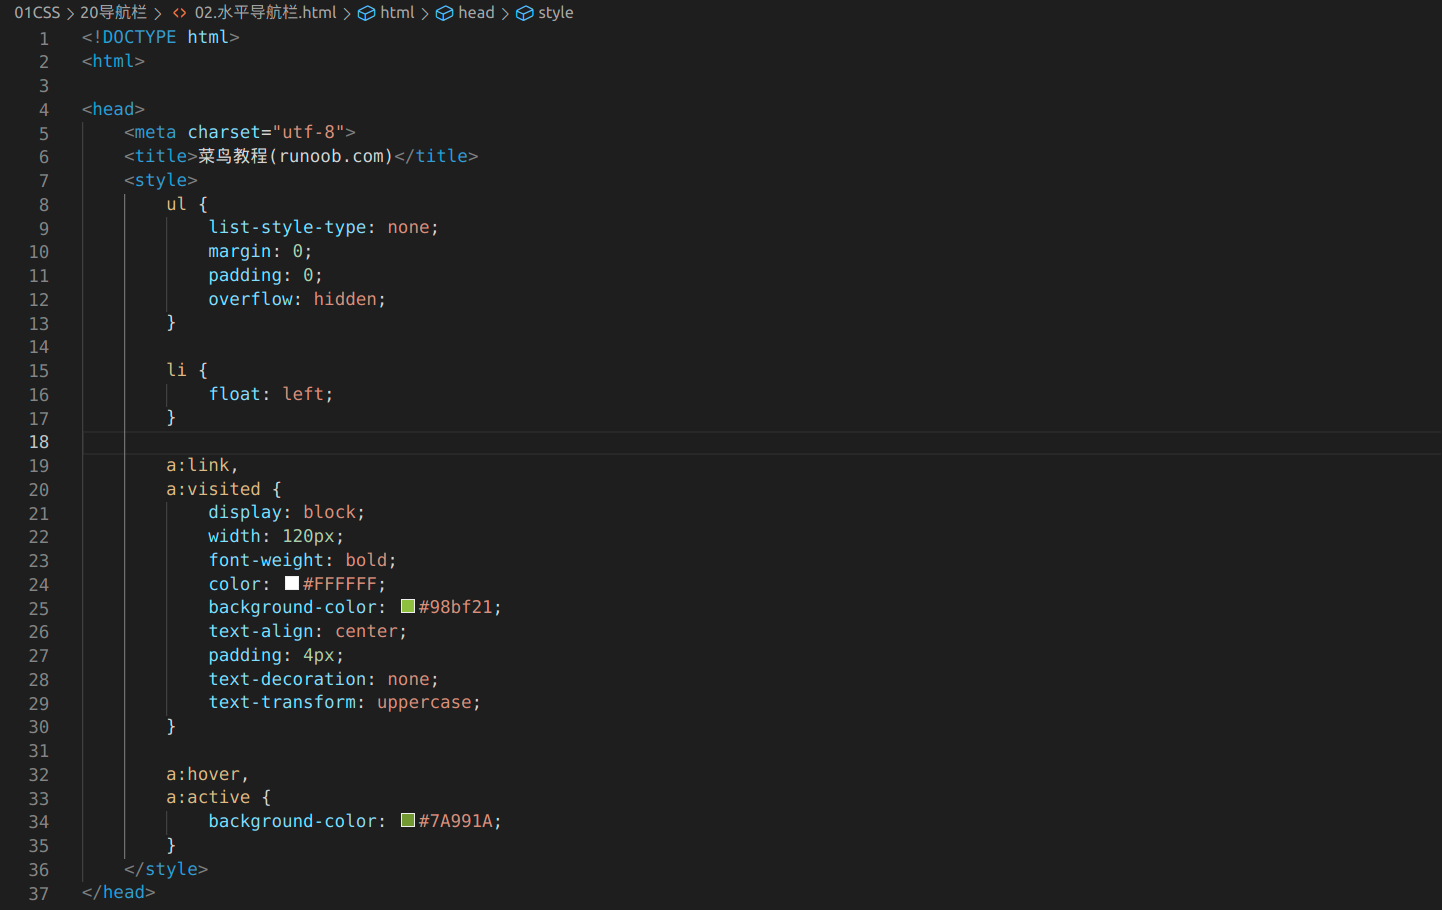 01CSS > 20导航栏 > <> 02.水平导航栏.html > html > head > style
1 <!DOCTYPE html>
2 <html>
3
4 <head>
5     <meta charset="utf-8">
6     <title>菜鸟教程(runoob.com)</title>
7     <style>
8         ul {
9             list-style-type: none;
10             margin: 0;
11             padding: 0;
12             overflow: hidden;
13         }
14
15         li {
16             float: left;
17         }
18
19         a:link,
20         a:visited {
21             display: block;
22             width: 120px;
23             font-weight: bold;
24             color: #FFFFFF;
25             background-color: #98bf21;
26             text-align: center;
27             padding: 4px;
28             text-decoration: none;
29             text-transform: uppercase;
30         }
31
32         a:hover,
33         a:active {
34             background-color: #7A991A;
35         }
36     </style>
37 </head>